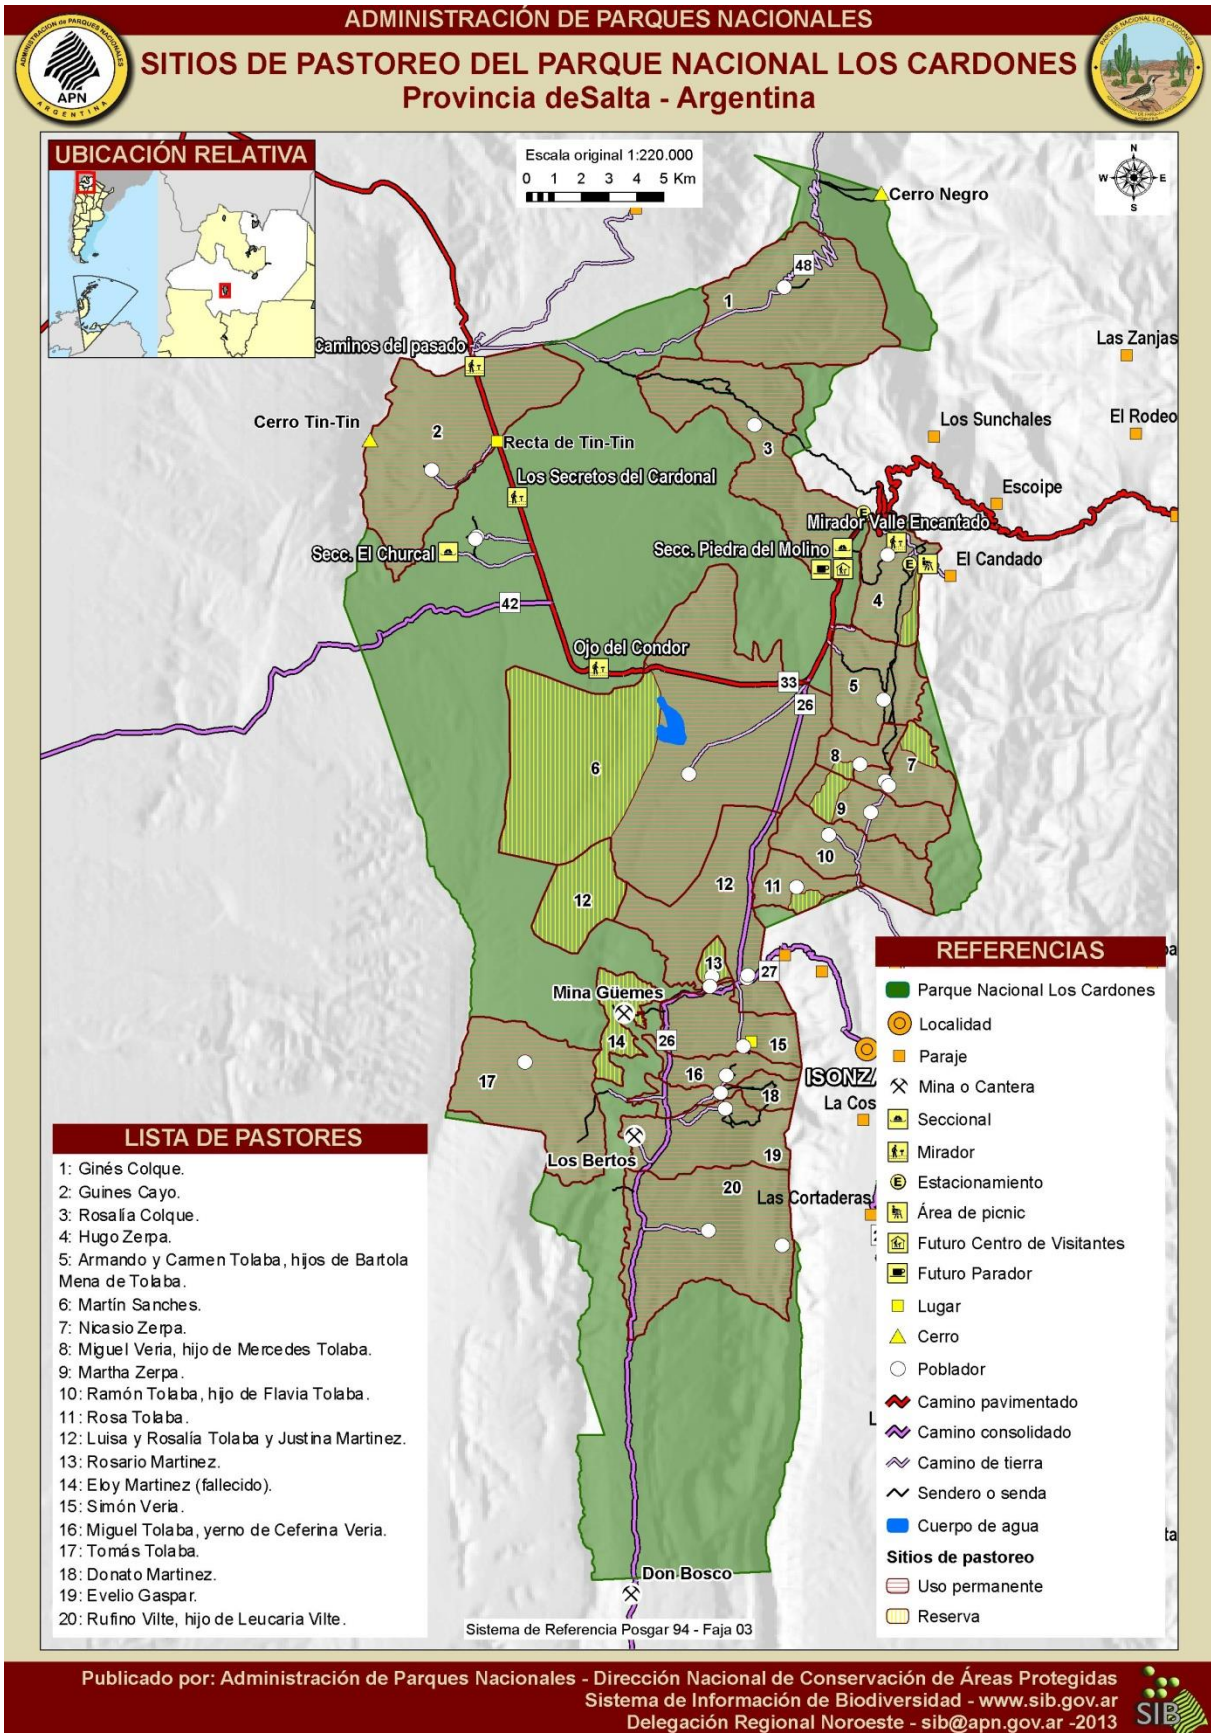 ADMINISTRACIÓN DE PARQUES NACIONALES
SITIOS DE PASTOREO DEL PARQUE NACIONAL LOS CARDONES
Provincia deSalta - Argentina
ADMINISTRACIÓN de PARQUES NACIONALES
APN
ARGENTINA
PARQUE NACIONAL LOS CARDONES
UBICACIÓN RELATIVA
Escala original 1:220.000
0 1 2 3 4 5 Km
N
W E
S
Cerro Negro
48
1
Caminos del pasado
Las Zanjas
Cerro Tin-Tin
2
Recta de Tin-Tin
3
Los Sunchales
El Rodeo
Los Secretos del Cardonal
Escoipe
E
Mirador Valle Encantado
Secc. El Churcal
Secc. Piedra del Molino
E
El Candado
42
4
Ojo del Condor
33
5
26
6
8
7
9
10
12
12
11
13
27
Mina Güemes
14
26
15
17
16
ISONZA
18
La Cos
Los Bertos
19
20
Las Cortaderas
Don Bosco
Sistema de Referencia Posgar 94 - Faja 03
LISTA DE PASTORES
1: Ginés Colque.
2: Guines Cayo.
3: Rosalía Colque.
4: Hugo Zerpa.
5: Armando y Carmen Tolaba, hijos de Bartola
Mena de Tolaba.
6: Martín Sanches.
7: Nicasio Zerpa.
8: Miguel Veria, hijo de Mercedes Tolaba.
9: Martha Zerpa.
10: Ramón Tolaba, hijo de Flavia Tolaba.
11: Rosa Tolaba.
12: Luisa y Rosalía Tolaba y Justina Martinez.
13: Rosario Martinez.
14: Eloy Martinez (fallecido).
15: Simón Veria.
16: Miguel Tolaba, yerno de Ceferina Veria.
17: Tomás Tolaba.
18: Donato Martinez.
19: Evelio Gaspar.
20: Rufino Vilte, hijo de Leucaria Vilte.
REFERENCIAS
Parque Nacional Los Cardones
Localidad
Paraje
Mina o Cantera
Seccional
Mirador
E Estacionamiento
Área de picnic
Futuro Centro de Visitantes
Futuro Parador
Lugar
Cerro
Poblador
Camino pavimentado
Camino consolidado
Camino de tierra
Sendero o senda
Cuerpo de agua
Sitios de pastoreo
Uso permanente
Reserva
Publicado por: Administración de Parques Nacionales - Dirección Nacional de Conservación de Áreas Protegidas
Sistema de Información de Biodiversidad - www.sib.gov.ar
Delegación Regional Noroeste - sib@apn.gov.ar -2013
SIB